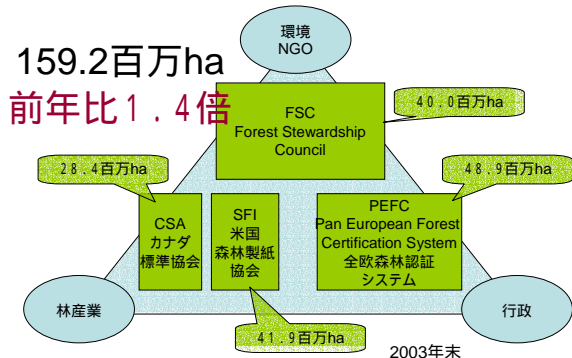 環境
NGO
159.2百万ha
前年比1.4倍
FSC
Forest Stewardship
Council
40.0百万ha
28.4百万ha
48.9百万ha
CSA
カナダ
標準協会
SFI
米国
森林製紙
協会
PEFC
Pan European Forest
Certification System
全欧森林認証
システム
林産業
行政
41.9百万ha
2003年末